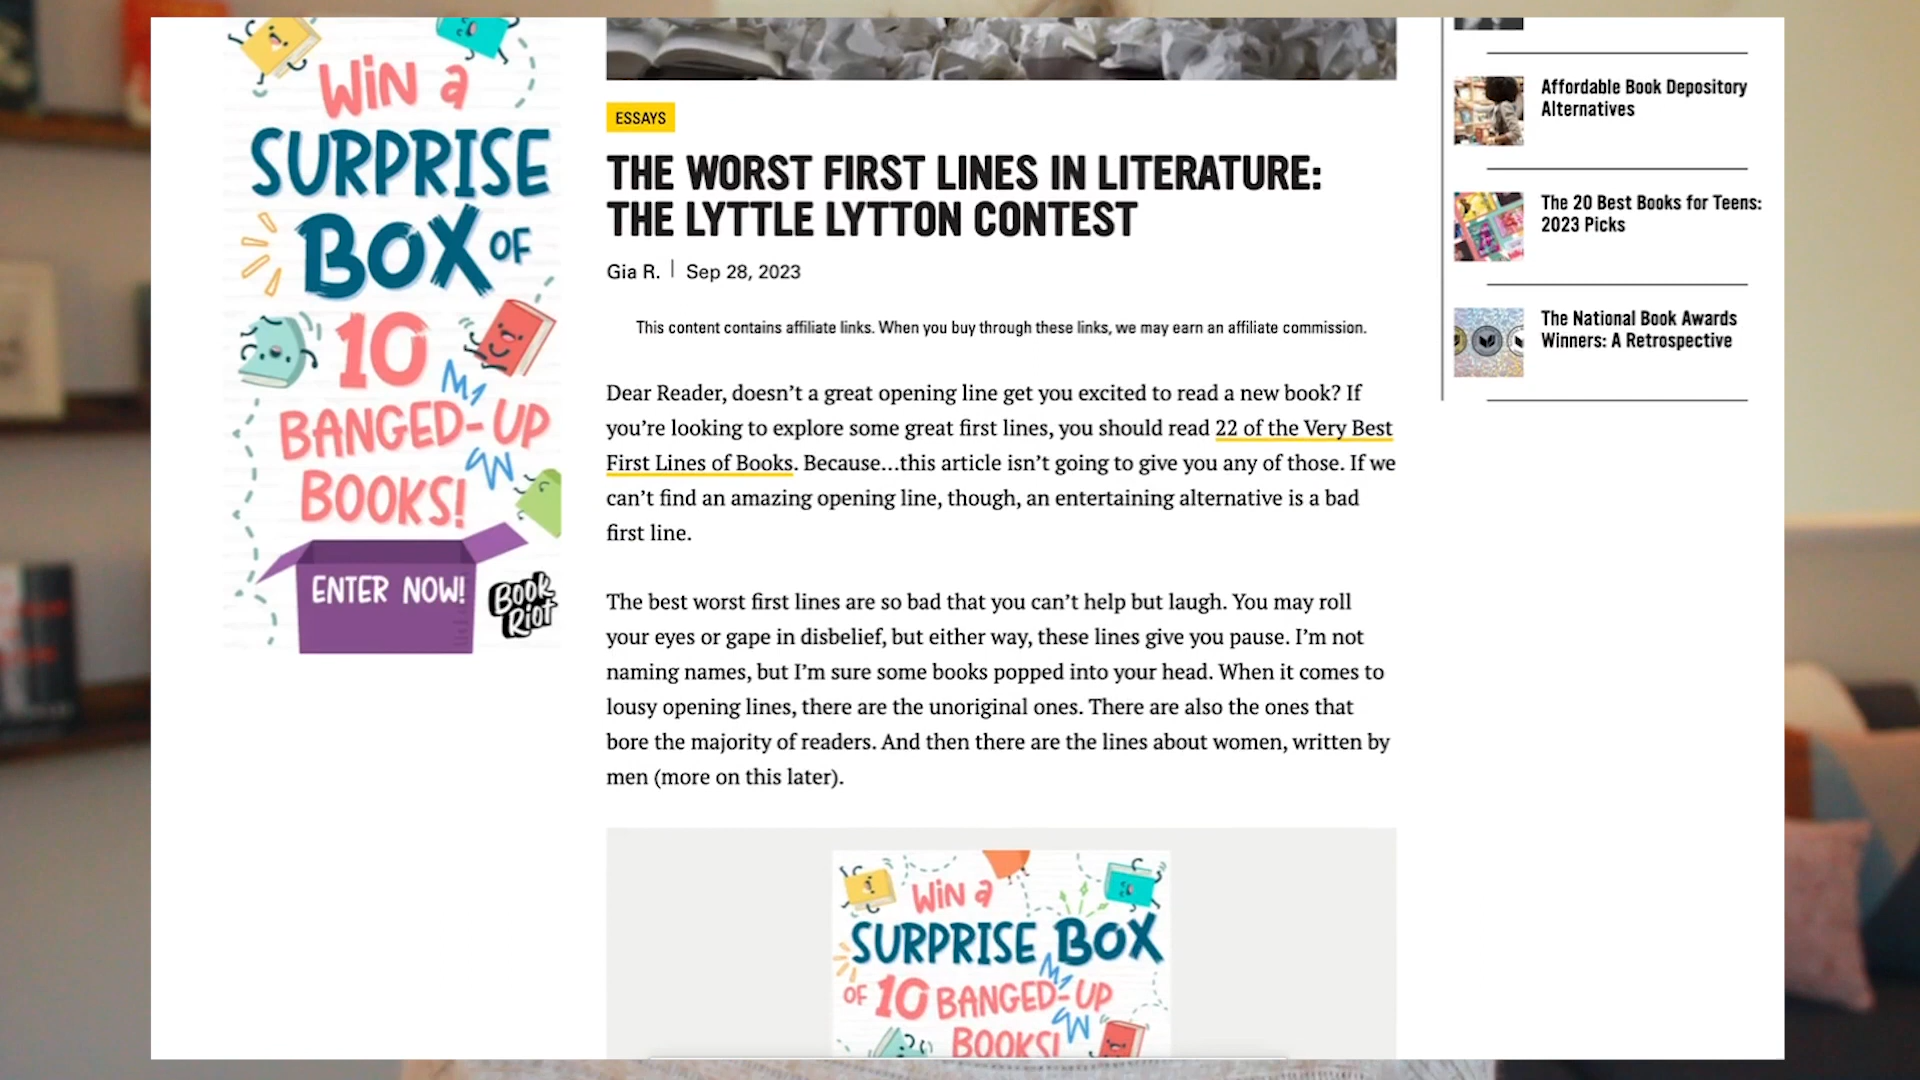 WiN a
SURPRISE
BOX OF
10
BANGED-UP
BOOKS!
ENTER NOW!
BOOK
RIOT
ESSAYS
THE WORST FIRST LINES IN LITERATURE:
THE LYTTLE LYTTON CONTEST
Gia R. | Sep 28, 2023
This content contains affiliate links. When you buy through these links, we may earn an affiliate commission.
Dear Reader, doesn’t a great opening line get you excited to read a new book? If
you’re looking to explore some great first lines, you should read 22 of the Very Best
First Lines of Books. Because…this article isn’t going to give you any of those. If we
can’t find an amazing opening line, though, an entertaining alternative is a bad
first line.
The best worst first lines are so bad that you can’t help but laugh. You may roll
your eyes or gape in disbelief, but either way, these lines give you pause. I’m not
naming names, but I’m sure some books popped into your head. When it comes to
lousy opening lines, there are the unoriginal ones. There are also the ones that
bore the majority of readers. And then there are the lines about women, written by
men (more on this later).
WiN a
SURPRISE BOX
OF 10 BANGED-UP
BOOKS!
Affordable Book Depository
Alternatives
The 20 Best Books for Teens:
2023 Picks
The National Book Awards
Winners: A Retrospective